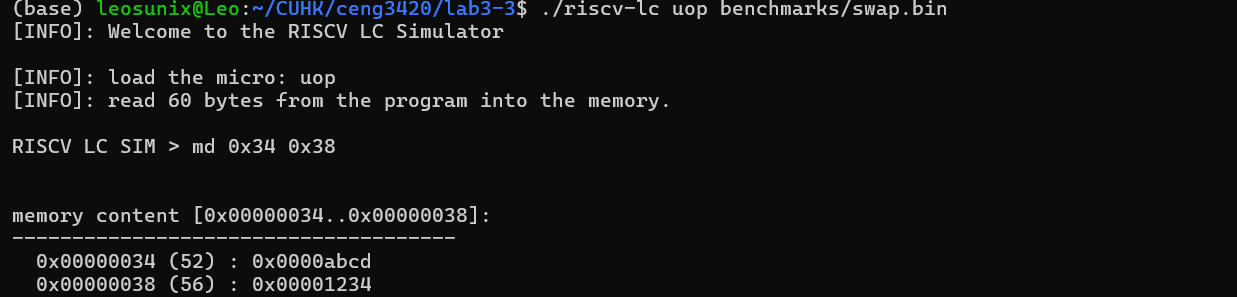 (base) leosunix@Leo:~/CUHK/ceng3420/lab3-3$ ./riscv-lc uop benchmarks/swap.bin
[INFO]: Welcome to the RISCV LC Simulator
[INFO]: load the micro: uop
[INFO]: read 60 bytes from the program into the memory.
RISCV LC SIM > md 0x34 0x38
memory content [0x00000034..0x00000038]:
-------------------------------------
0x00000034 (52) : 0x0000abcd
0x00000038 (56) : 0x00001234